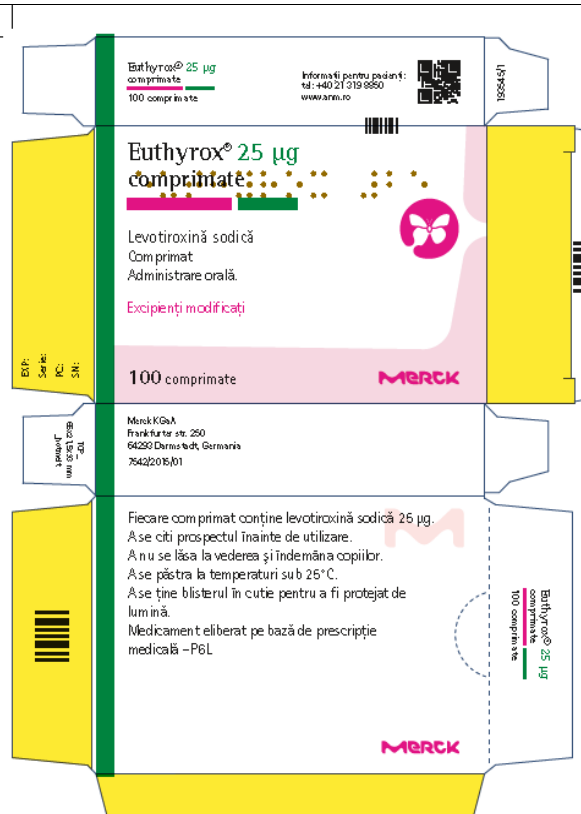 Euthyrox® 25 µg
comprimate
100 comprimate
Informații pentru pacienți:
tel: +40 21 319 8850
www.anm.ro
193545/1
Euthyrox® 25 µg
comprimate
Levotiroxină sodică
Comprimat
Administrare orală.
Excipienți modificați
100 comprimate
MERCK
EXP:
Serie:
PC:
SN:
Merck KGaA
Frankfurter str. 250
64293 Darmstadt, Germania
7542/2015/01
TOP_
Fiecare comprimat conține levotiroxină sodică 25 µg.
A se citi prospectul înainte de utilizare.
A nu se lăsa la vederea și îndemâna copiilor.
A se păstra la temperaturi sub 25°C.
A se ține blisterul în cutie pentru a fi protejat de
lumină.
Medicament eliberat pe bază de prescripție
medicală – P6L
MERCK
Euthyrox® 25 µg
comprimate
100 comprimate